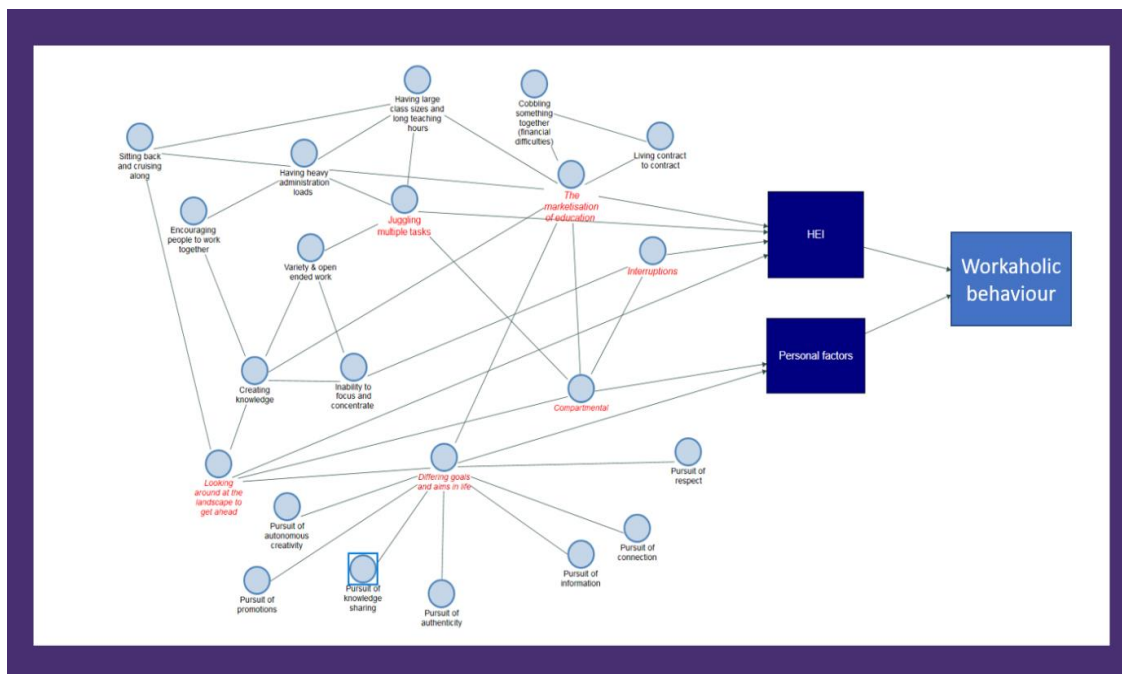 Having large
class sizes and
long teaching
hours
Cobbling
something
together
(financial
difficulties)
Living contract
to contract
Sitting back
and cruising
along
Having heavy
administration
loads
The
marketisation
of education
Juggling
multiple tasks
Encouraging
people to work
together
HEI
Variety & open
ended work
Interruptions
Workaholic
behaviour
Personal factors
Creating
knowledge
Inability to
focus and
concentrate
Compartmental
Looking
around at the
landscape to
get ahead
Differing goals
and aims in life
Pursuit of
respect
Pursuit of
autonomous
creativity
Pursuit of
connection
Pursuit of
information
Pursuit of
promotions
Pursuit of
knowledge
sharing
Pursuit of
authenticity